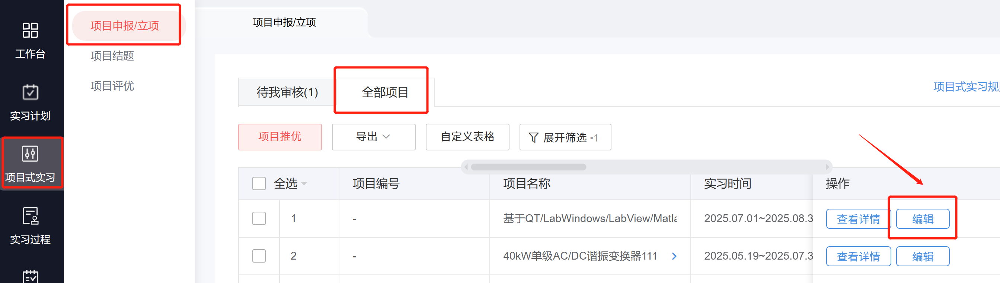 工作台
实习计划
项目式实习
实习过程
项目申报/立项
项目结题
项目评优
项目申报/立项
待我审核(1)
全部项目
项目式实习规
项目推优
导出
自定义表格
展开筛选 •1
全选 项目编号 项目名称 实习时间 操作
1 - 基于QT/LabWindows/LabView/Matla 2025.07.01~2025.08.3 查看详情 编辑
2 - 40kW单级AC/DC谐振变换器111 2025.05.19~2025.07.3 查看详情 编辑